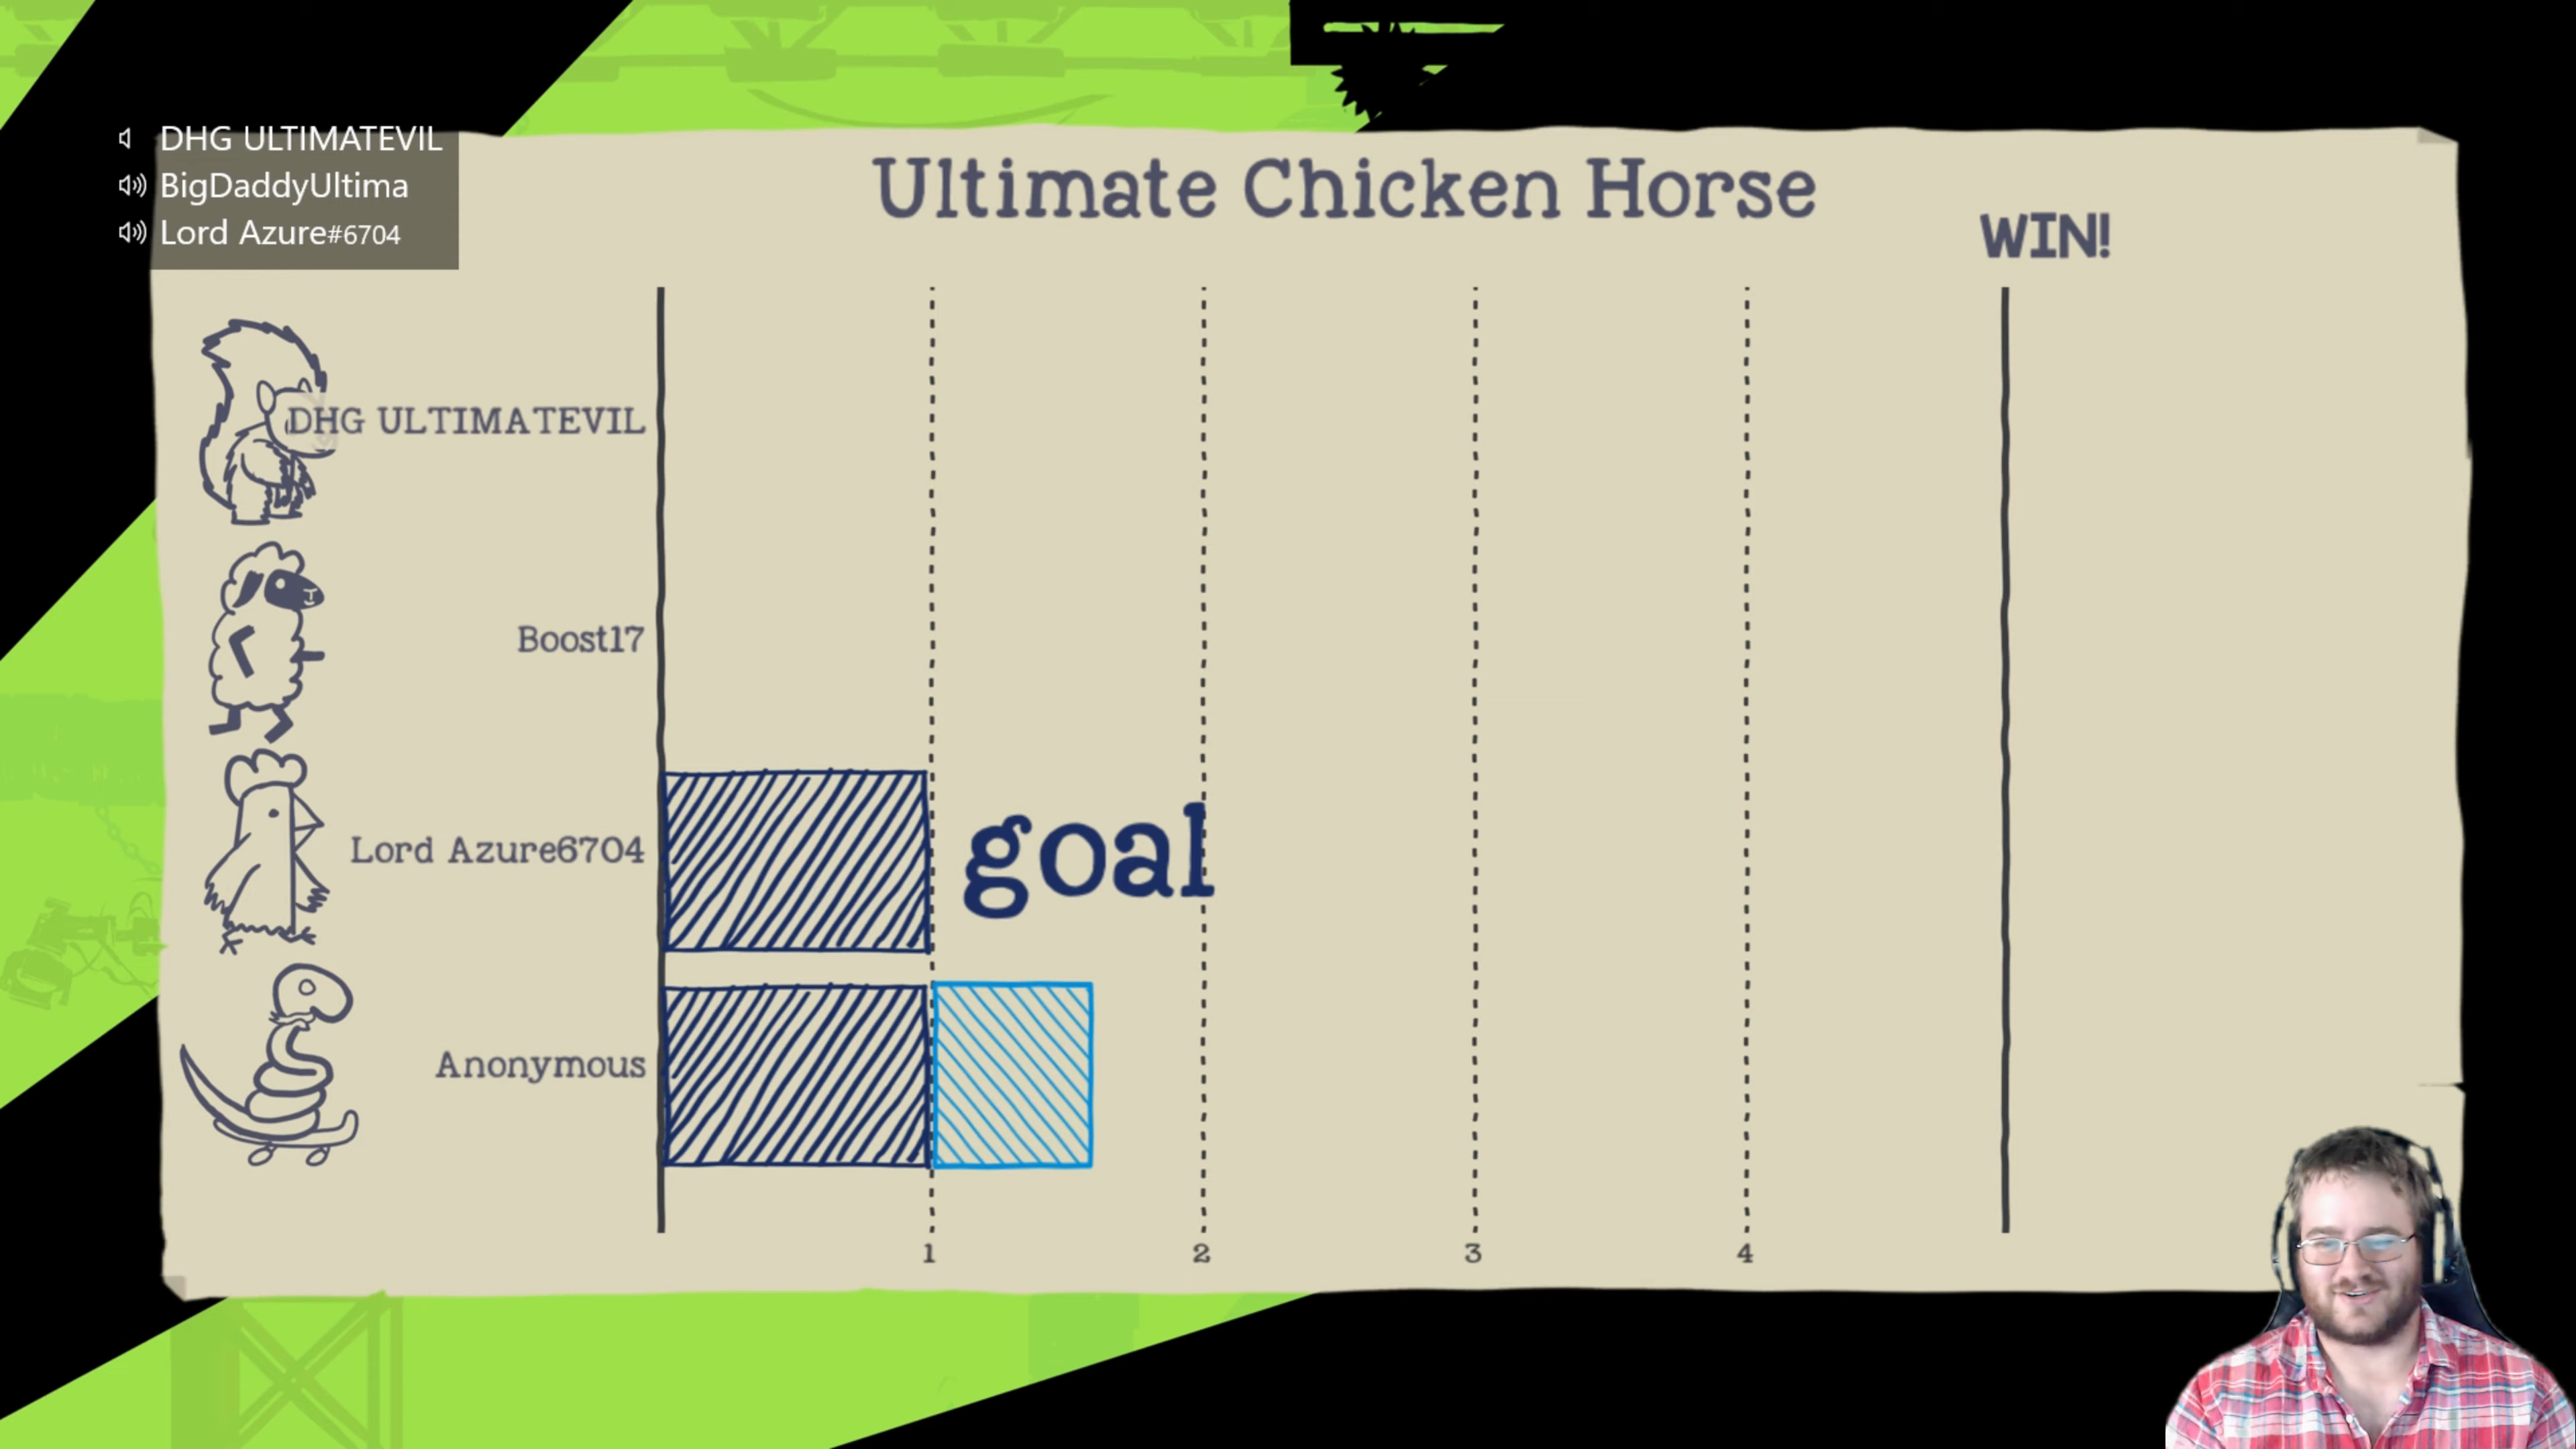 DHG ULTIMATEVIL
BigDaddyUltima
Lord Azure#6704
Ultimate Chicken Horse
WIN!
DHG ULTIMATEVIL
Boost17
Lord Azure6704
goal
Anonymous
1 2 3 4